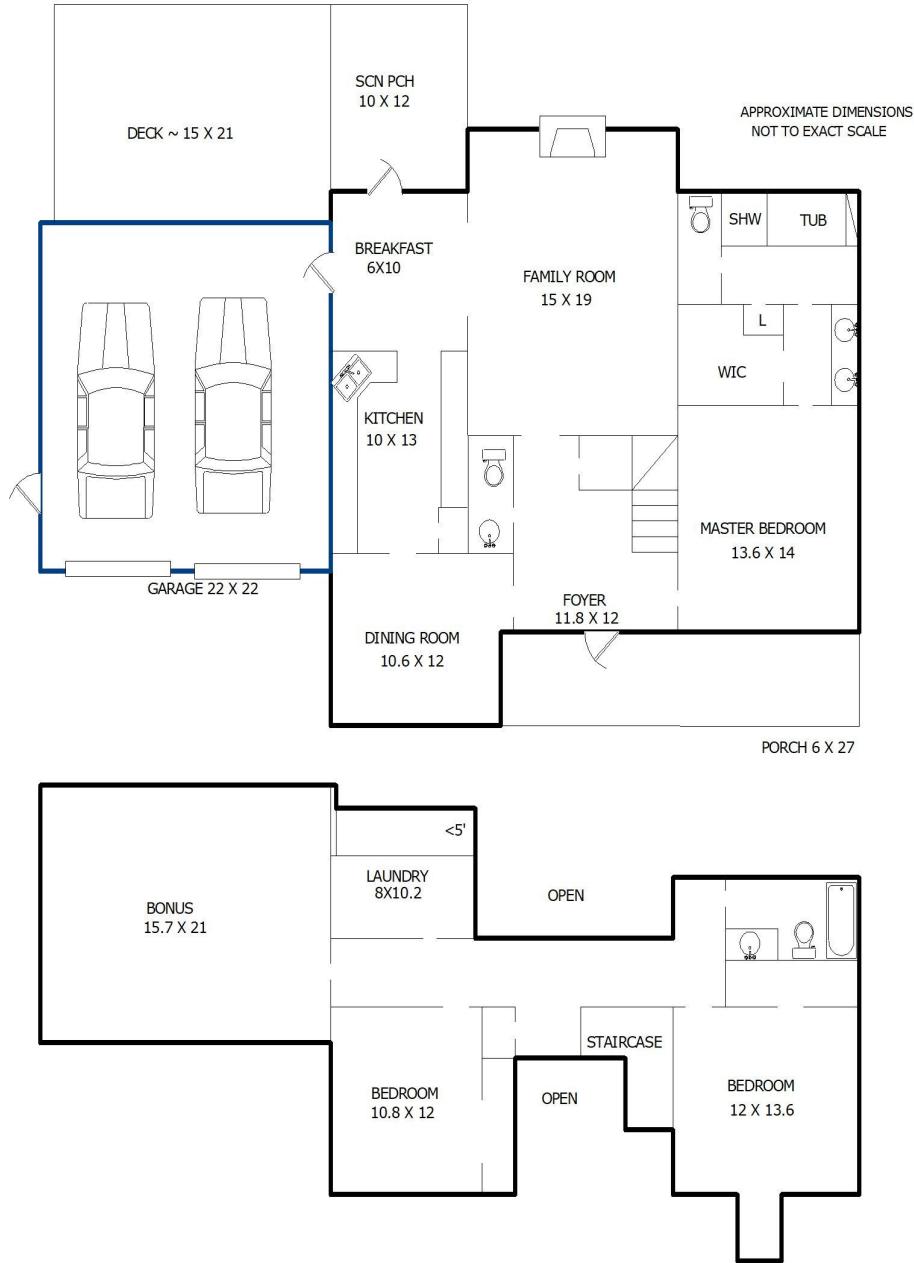 SCN PCH
10 X 12
APPROXIMATE DIMENSIONS
NOT TO EXACT SCALE
DECK ~ 15 X 21
SHW
TUB
BREAKFAST
6X10
FAMILY ROOM
15 X 19
L
WIC
KITCHEN
10 X 13
MASTER BEDROOM
13.6 X 14
GARAGE 22 X 22
FOYER
11.8 X 12
DINING ROOM
10.6 X 12
PORCH 6 X 27
<5'
LAUNDRY
8X10.2
OPEN
BONUS
15.7 X 21
STAIRCASE
BEDROOM
10.8 X 12
OPEN
BEDROOM
12 X 13.6